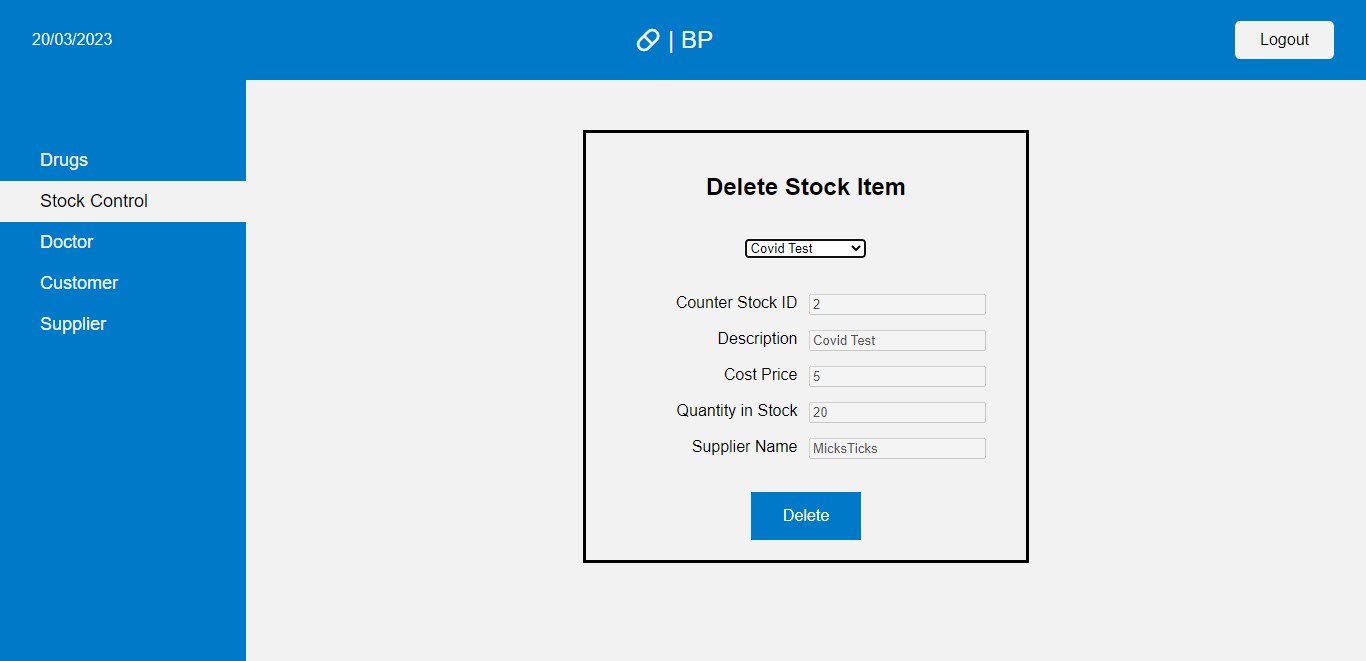 20/03/2023
| BP
Logout
Drugs
Stock Control
Doctor
Customer
Supplier
Delete Stock Item
Covid Test
Counter Stock ID 2
Description Covid Test
Cost Price 5
Quantity in Stock 20
Supplier Name MicksTicks
Delete